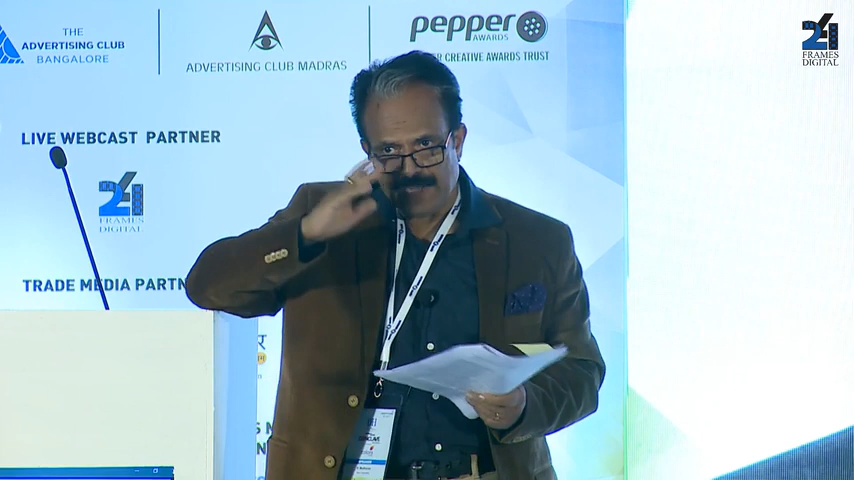 THE
ADVERTISING CLUB
BANGALORE
ADVERTISING CLUB MADRAS
pepper
AWARDS
CREATIVE AWARDS TRUST
24
FRAMES
DIGITAL
LIVE WEBCAST PARTNER
24
FRAMES
DIGITAL
TRADE MEDIA PARTN